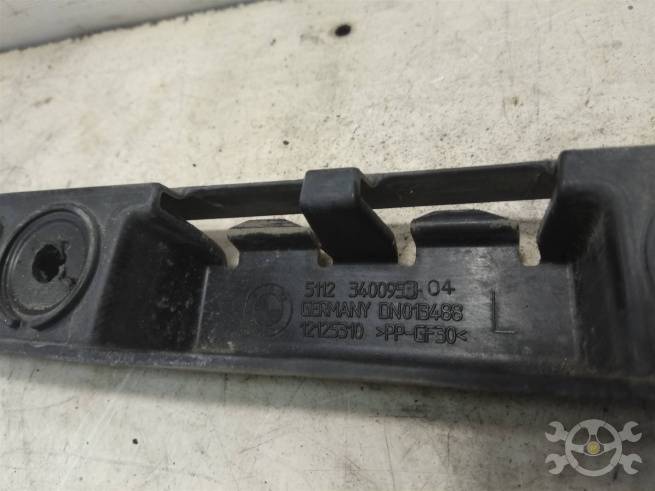 5112 3400953-04
GERMANY DN013488
12125310 >PP-GF30<
L